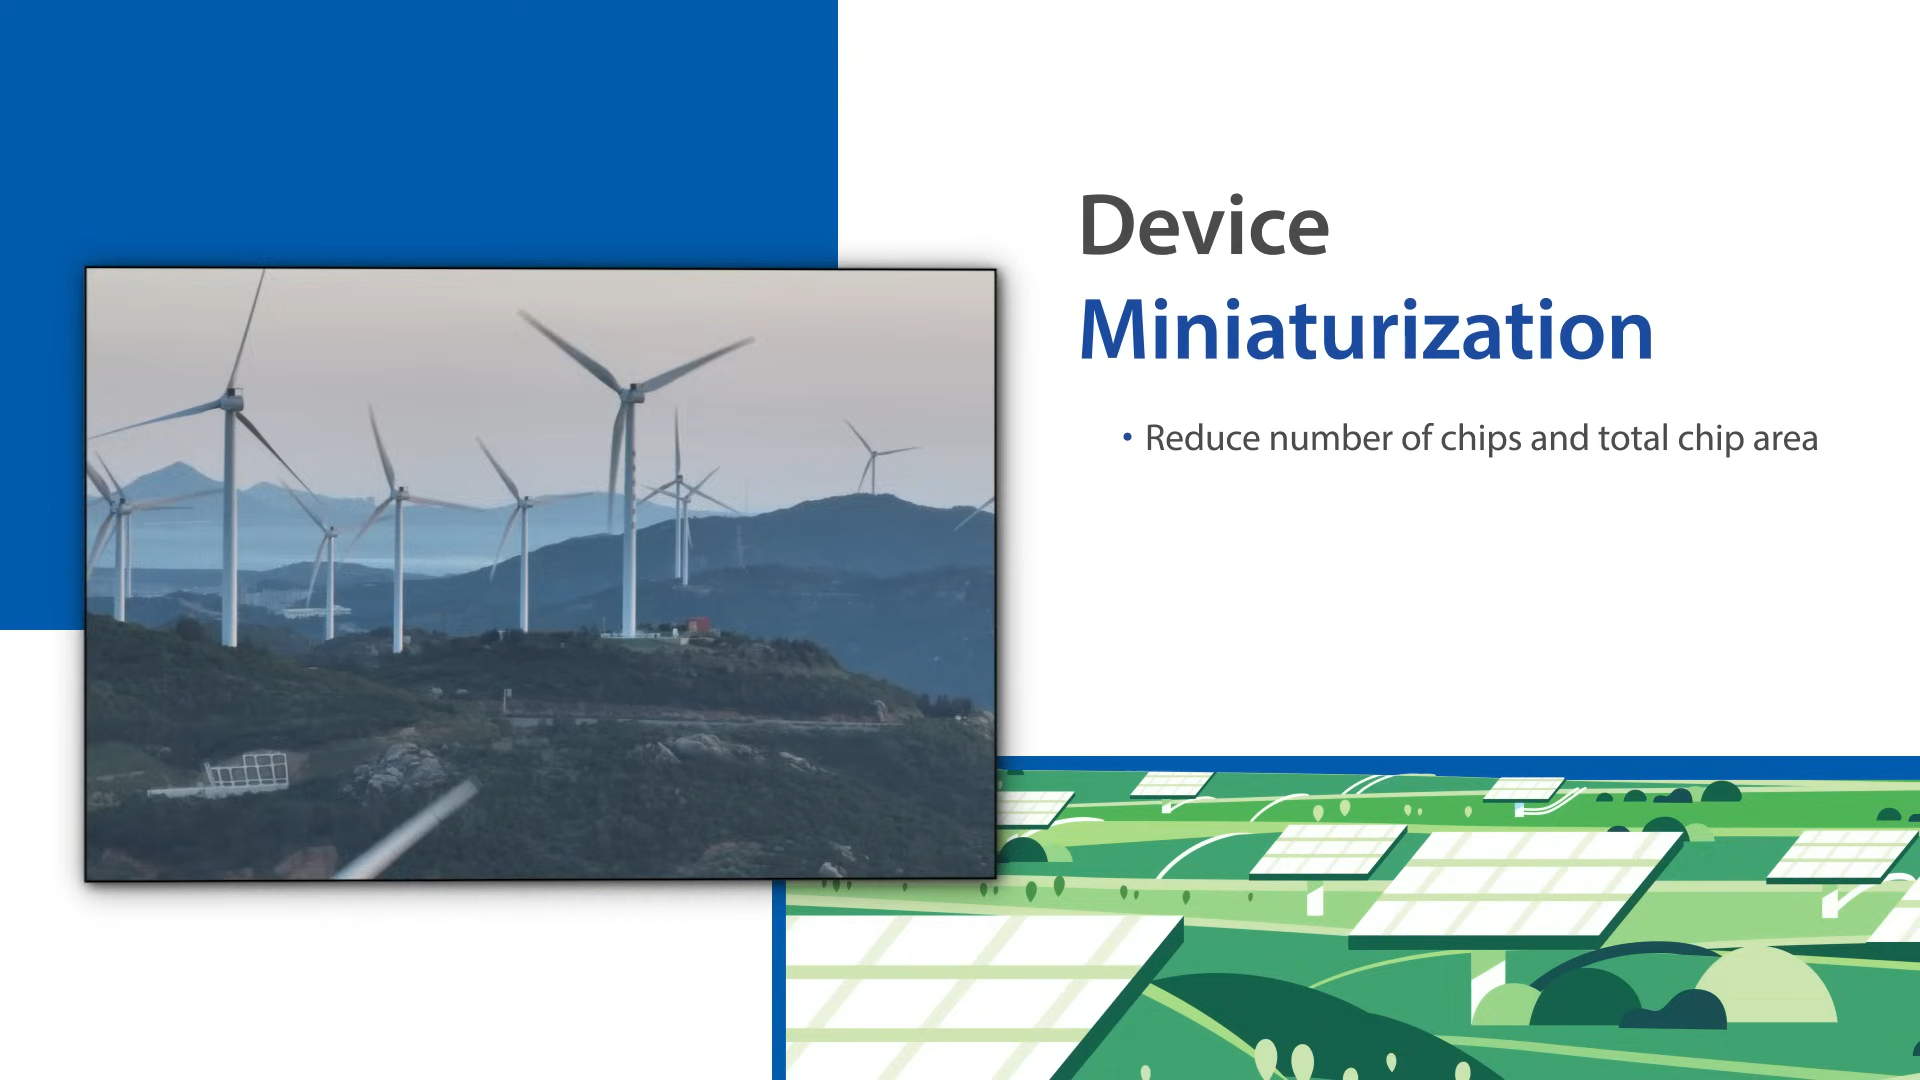 Device
Miniaturization
• Reduce number of chips and total chip area